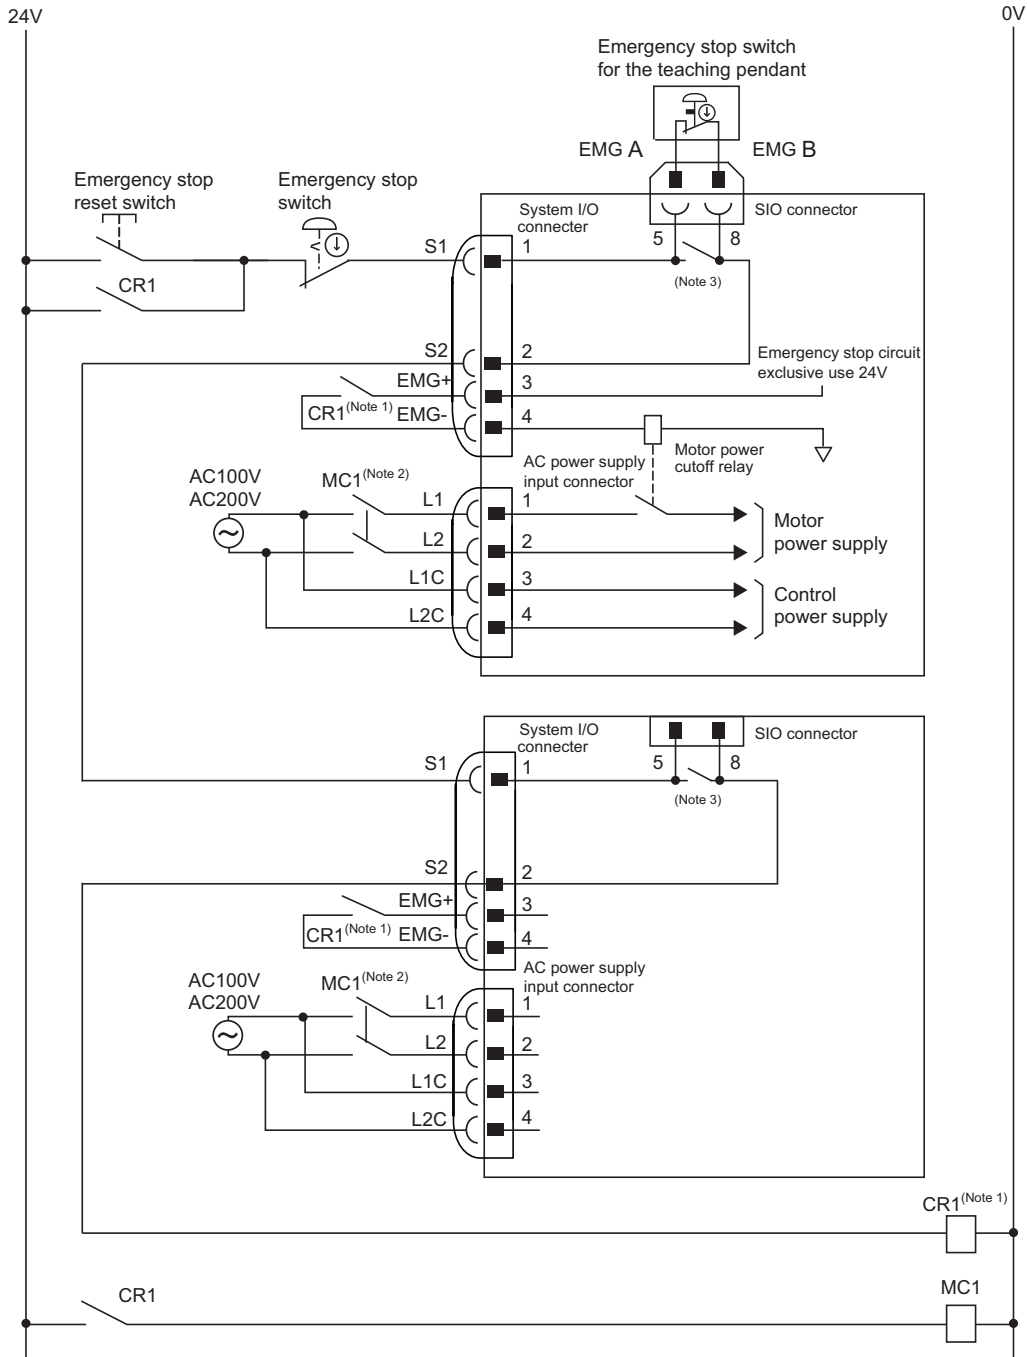 24V
0V
Emergency stop switch
for the teaching pendant
EMG A
EMG B
Emergency stop
reset switch
Emergency stop
switch
System I/O
connecter
SIO connector
S1
1
5
8
(Note 3)
CR1
S2
2
Emergency stop circuit
exclusive use 24V
EMG+
3
CR1(Note 1)
EMG-
4
Motor power
cutoff relay
AC power supply
input connector
AC100V
AC200V
MC1(Note 2)
L1
1
Motor
power supply
L2
2
L1C
3
Control
power supply
L2C
4
System I/O
connecter
SIO connector
S1
1
5
8
(Note 3)
S2
2
EMG+
3
CR1(Note 1)
EMG-
4
AC power supply
input connector
AC100V
AC200V
MC1(Note 2)
L1
1
L2
2
L1C
3
L2C
4
CR1(Note 1)
CR1
MC1